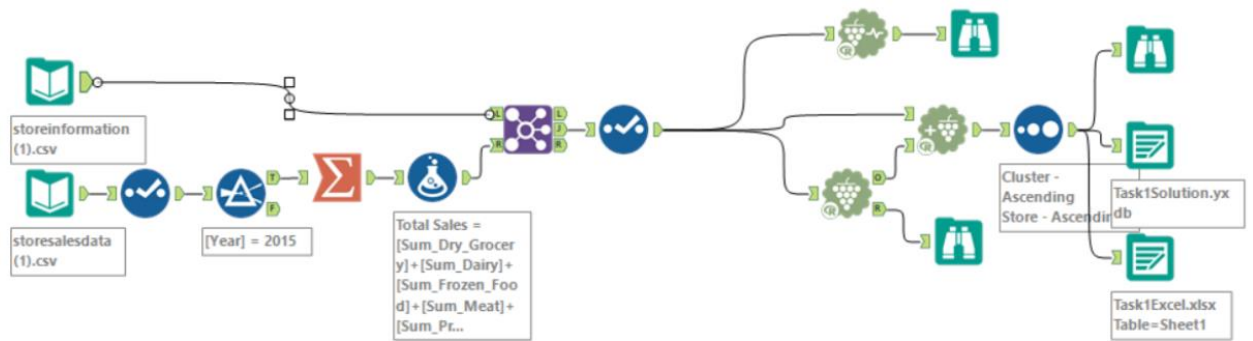 storeinformation
(1).csv
storesalesdata
(1).csv
[Year] = 2015
T
F
Total Sales =
[Sum_Dry_Grocer
y]+[Sum_Dairy]+
[Sum_Frozen_Foo
d]+[Sum_Meat]+
[Sum_Pr...
L
R
L
J
R
R
R
O
R
R
Cluster -
Ascending
Store - Ascendin
Task1Solution.yx
db
Task1Excel.xlsx
Table=Sheet1